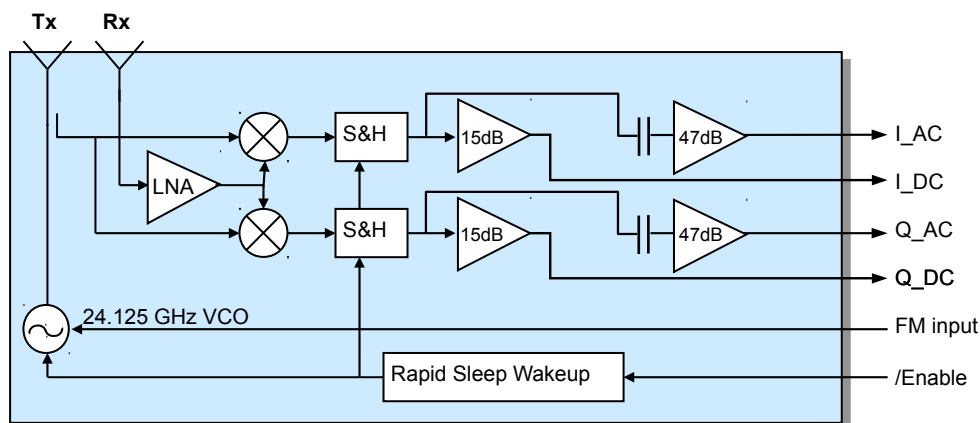 Tx
Rx
S&H
15dB
47dB
I_AC
LNA
I_DC
S&H
15dB
47dB
Q_AC
Q_DC
24.125 GHz VCO
FM input
Rapid Sleep Wakeup
/Enable